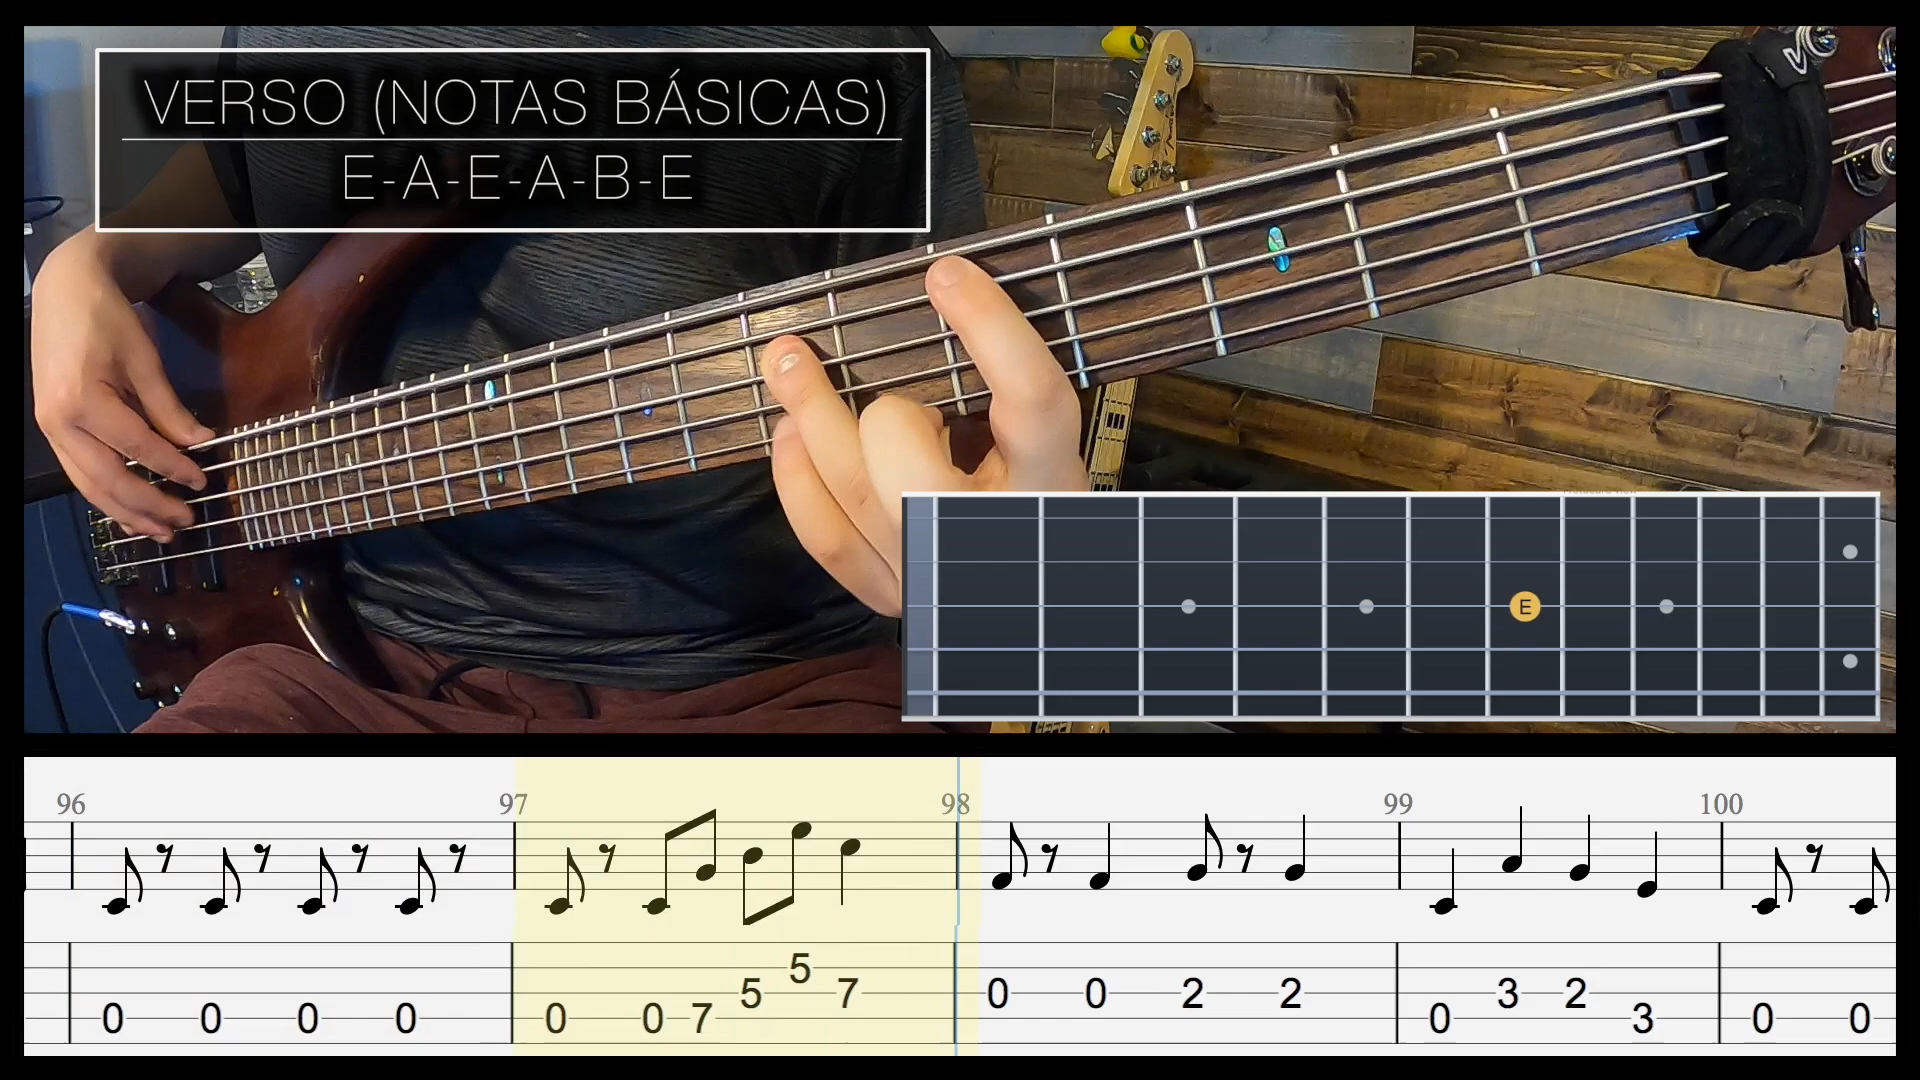 VERSO (NOTAS BÁSICAS)
E-A-E-A-B-E
E
96 97 98 99 100
5
5 7 0 0 2 2 3 2
0 0 0 0 0 0 7 0 3 0 0